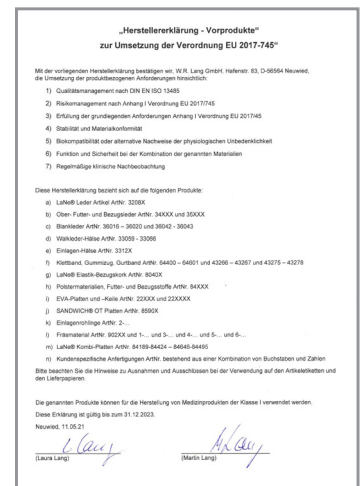 „Herstellererklärung - Vorprodukte“
zur Umsetzung der Verordnung EU 2017-745“
Mit der vorliegenden Herstellererklärung bestätigen wir, W.R. Lang GmbH. Hafenstr. 83, D-56564 Neuwied,
die Umsetzung der produktbezogenen Anforderungen hinsichtlich:
1) Qualitätsmanagement nach DIN EN ISO 13485
2) Risikomanagement nach Anhang I Verordnung EU 2017/745
3) Erfüllung der grundlegenden Anforderungen Anhang I Verordnung EU 2017/45
4) Stabilität und Materialkonformität
5) Biokompatibilität oder alternative Nachweise der physiologischen Unbedenklichkeit
6) Funktion und Sicherheit bei der Kombination der genannten Materialien
7) Regelmäßige klinische Nachbeobachtung
Diese Herstellererklärung bezieht sich auf die folgenden Produkte:
a) LaNe® Leder Artikel ArtNr. 3208X
b) Ober- Futter- und Bezugsleder ArtNr. 34XXX und 35XXX
c) Blankleder ArtNr. 36016 – 36020 und 36042 - 36043
d) Walkleder-Hälse ArtNr. 33059 - 33066
e) Einlagen-Hälse ArtNr. 3312X
f) Klettband, Gummizug, Gurtband ArtNr. 64400 – 64601 und 43266 – 43267 und 43275 – 43278
g) LaNe® Elastik-Bezugskork ArtNr. 8040X
h) Polstermaterialien, Futter- und Bezugsstoffe ArtNr. 84XXX
i) EVA-Platten und –Keile ArtNr. 22XXX und 22XXXX
j) SANDWICH® OT Platten ArtNr. 8590X
k) Einlagenrohlinge ArtNr. 2-...
l) Fräsmaterial ArtNr. 902XX und 1-... und 3-... und 4-... und 5-... und 6-...
m) LaNe® Kombi-Platten ArtNr. 84189-84424 – 84646-84495
n) Kundenspezifische Anfertigungen ArtNr. bestehend aus einer Kombination von Buchstaben und Zahlen
Bitte beachten Sie die Hinweise zu Ausnahmen und Ausschlüssen bei der Verwendung auf den Artikeletiketten und
den Lieferpapieren.
Die genannten Produkte können für die Herstellung von Medizinprodukten der Klasse I verwendet werden.
Diese Erklärung ist gültig bis zum 31.12.2023.
Neuwied, 11.05.21
L Lang M Lang
(Laura Lang) (Martin Lang)